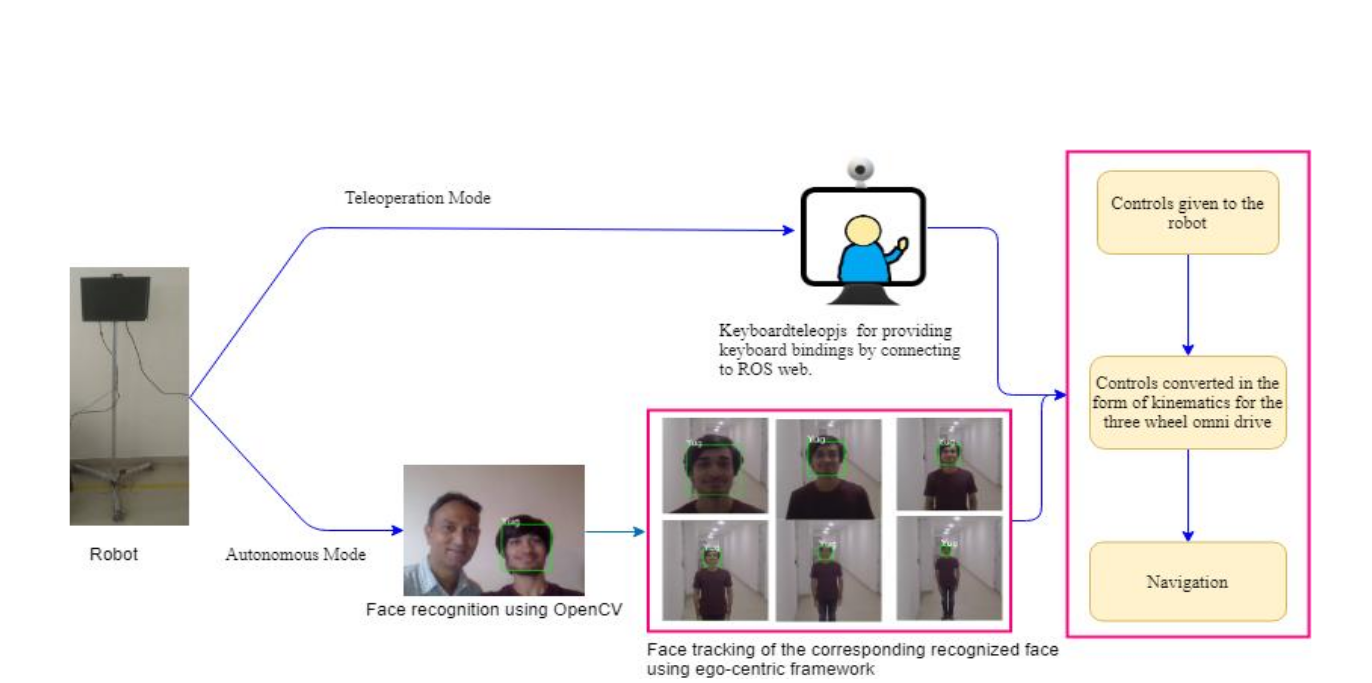 Teleoperation Mode
Controls given to the
robot
Keyboardteleopjs for providing
keyboard bindings by connecting
to ROS web.
Controls converted in the
form of kinematics for the
three wheel omni drive
Robot
Autonomous Mode
Yug
Face recognition using OpenCV
Yug
Yug
Yug
Yug
Yug
Yug
Navigation
Face tracking of the corresponding recognized face
using ego-centric framework